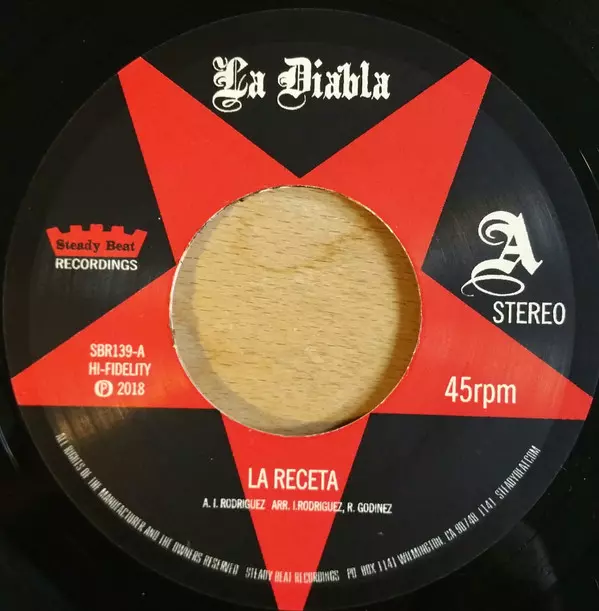 La Diabla
Steady Beat
RECORDINGS
A
STEREO
SBR139-A
HI-FIDELITY
Ⓟ 2018
45rpm
LA RECETA
A. I. RODRIGUEZ ARR. I.RODRIGUEZ, R. GODINEZ
ALL RIGHTS OF THE MANUFACTURER AND THE OWNERS RESERVED STEADY BEAT RECORDINGS PO BOX 1141 WILMINGTON, CA 90748 1141 STEADYBEAT.COM